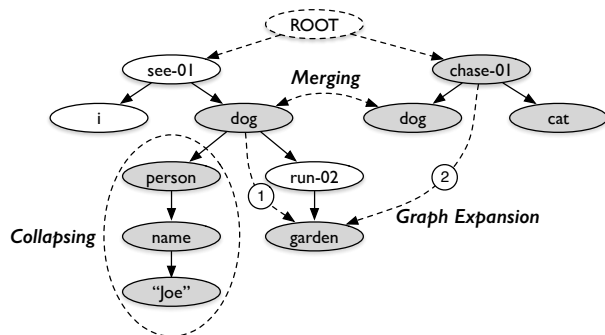 ROOT
see-01
chase-01
Merging
i
dog
dog
cat
person
run-02
1
2
Collapsing
name
garden
Graph Expansion
“Joe”